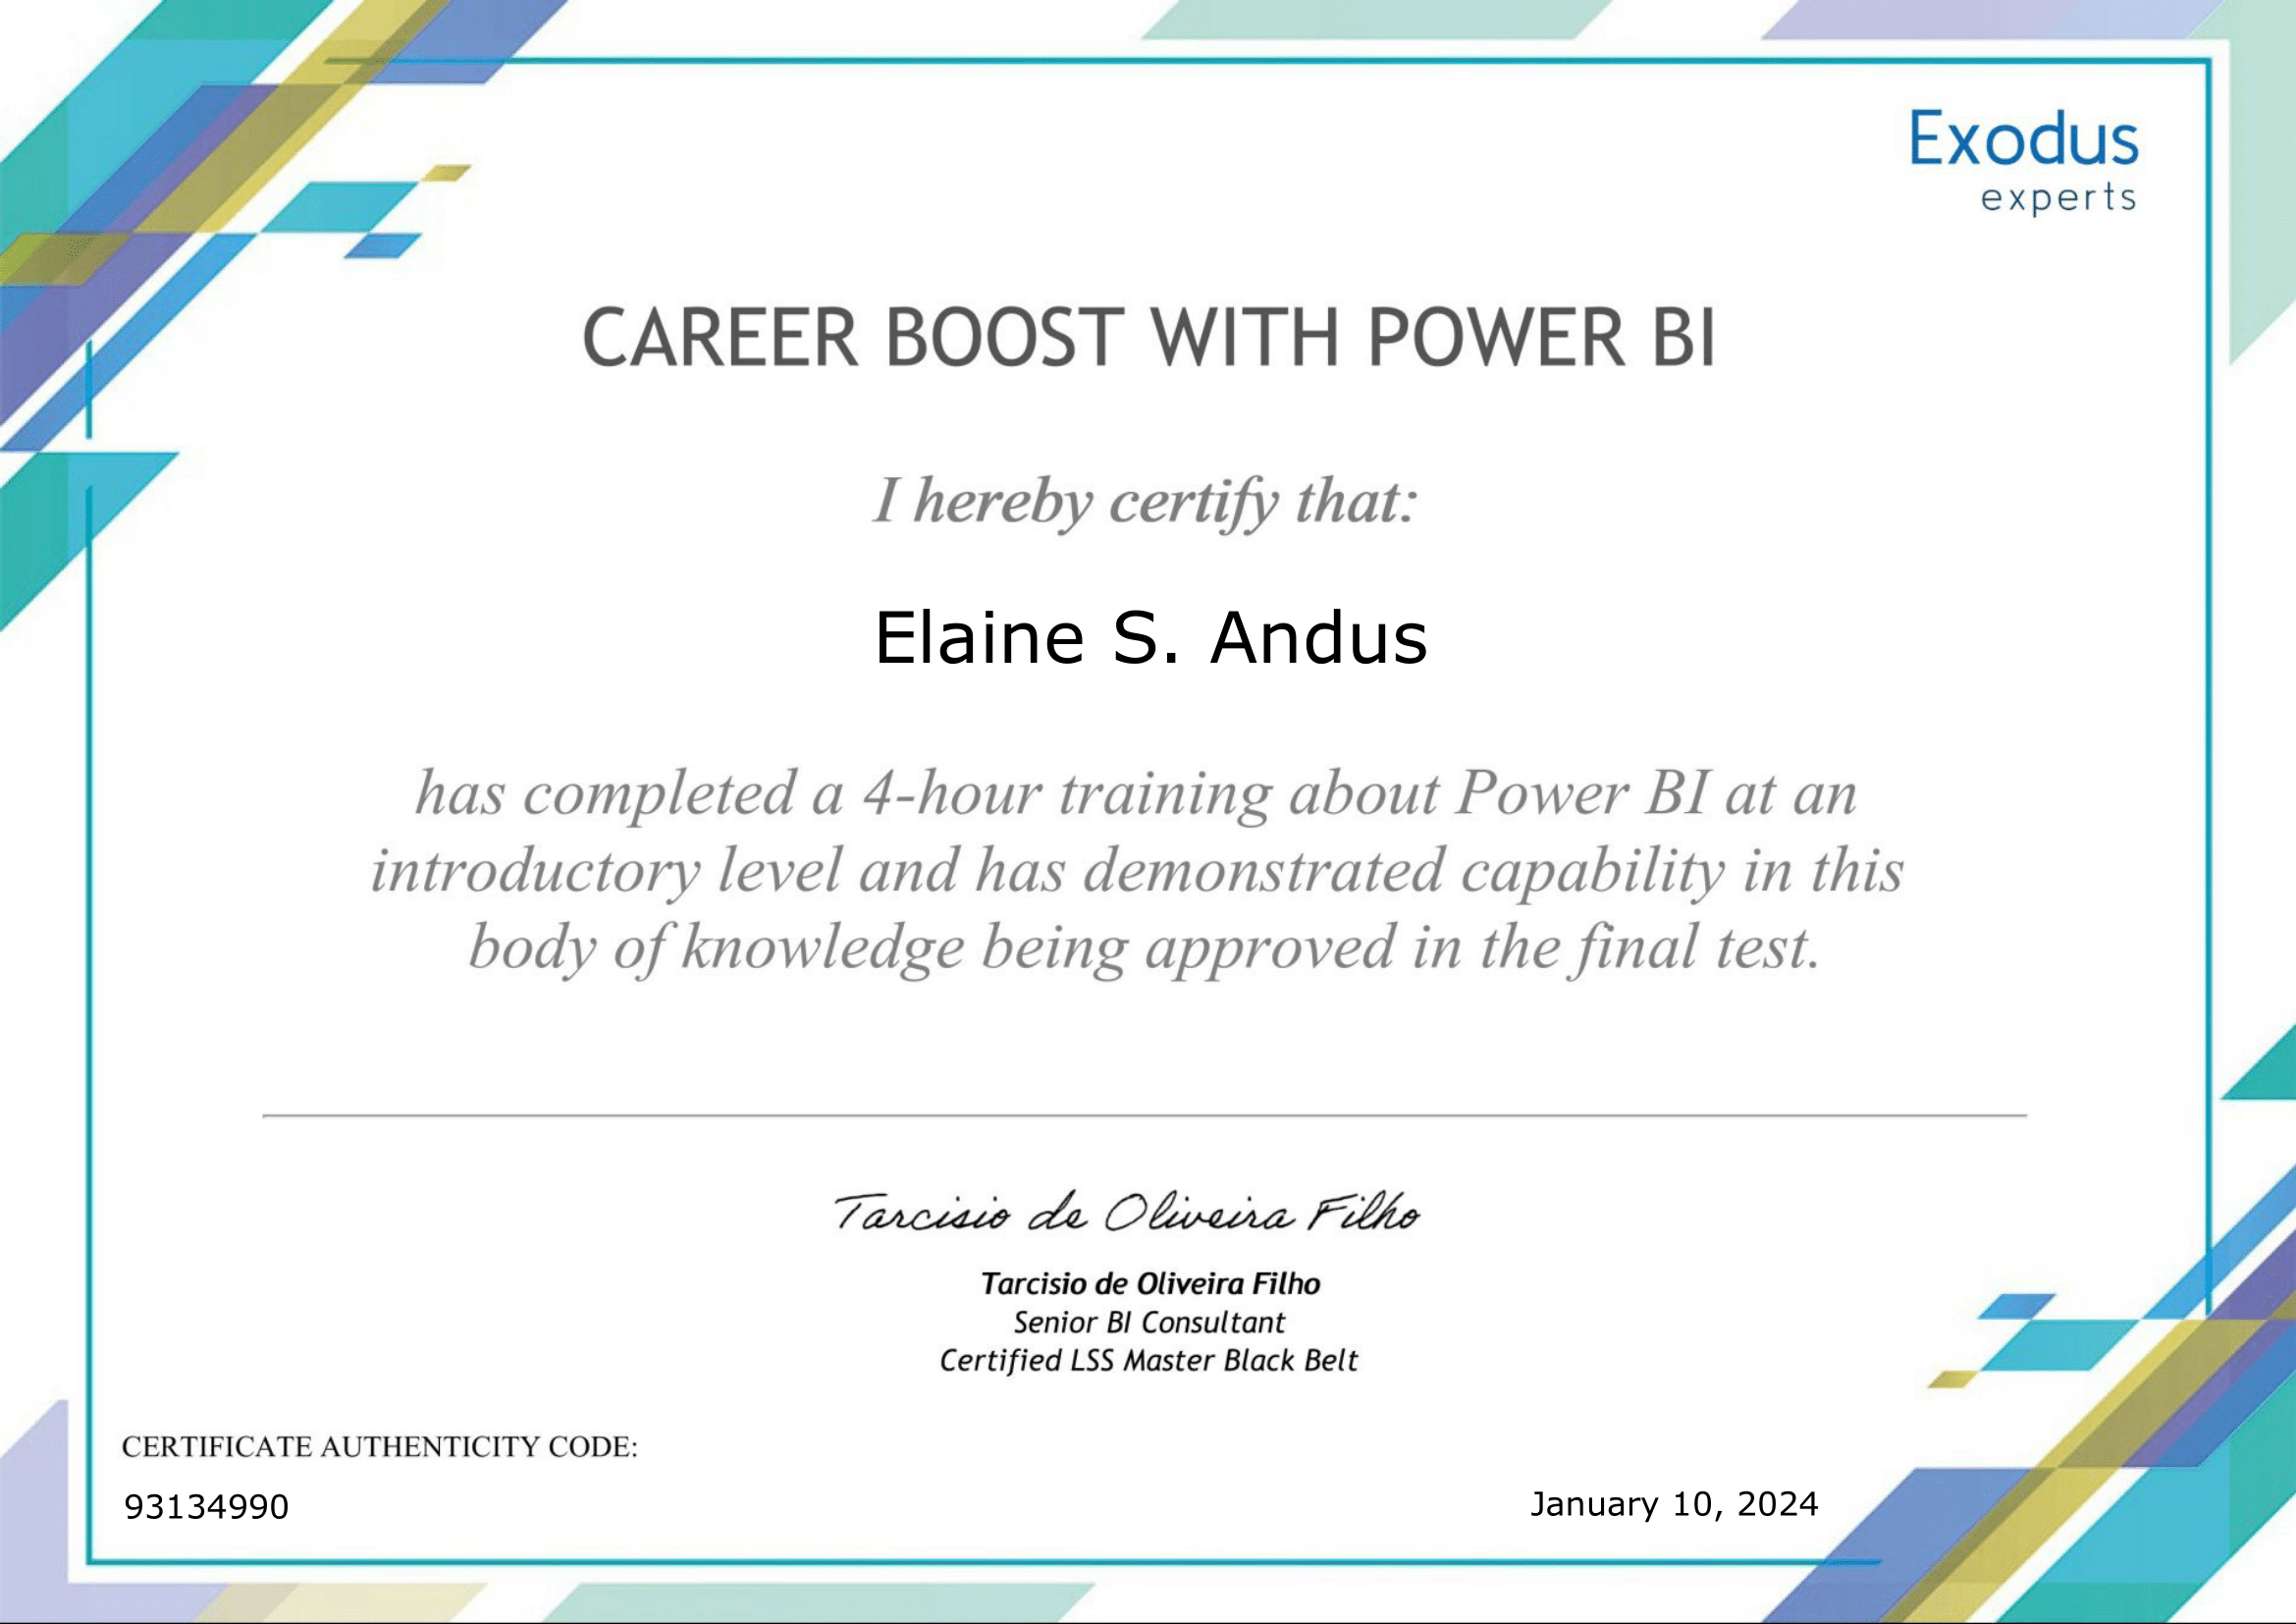 Exodus
experts
CAREER BOOST WITH POWER BI
I hereby certify that:
Elaine S. Andus
has completed a 4-hour training about Power BI at an
introductory level and has demonstrated capability in this
body of knowledge being approved in the final test.
Tarcisio de Oliveira Filho
Tarcisio de Oliveira Filho
Senior BI Consultant
Certified LSS Master Black Belt
CERTIFICATE AUTHENTICITY CODE:
93134990
January 10, 2024